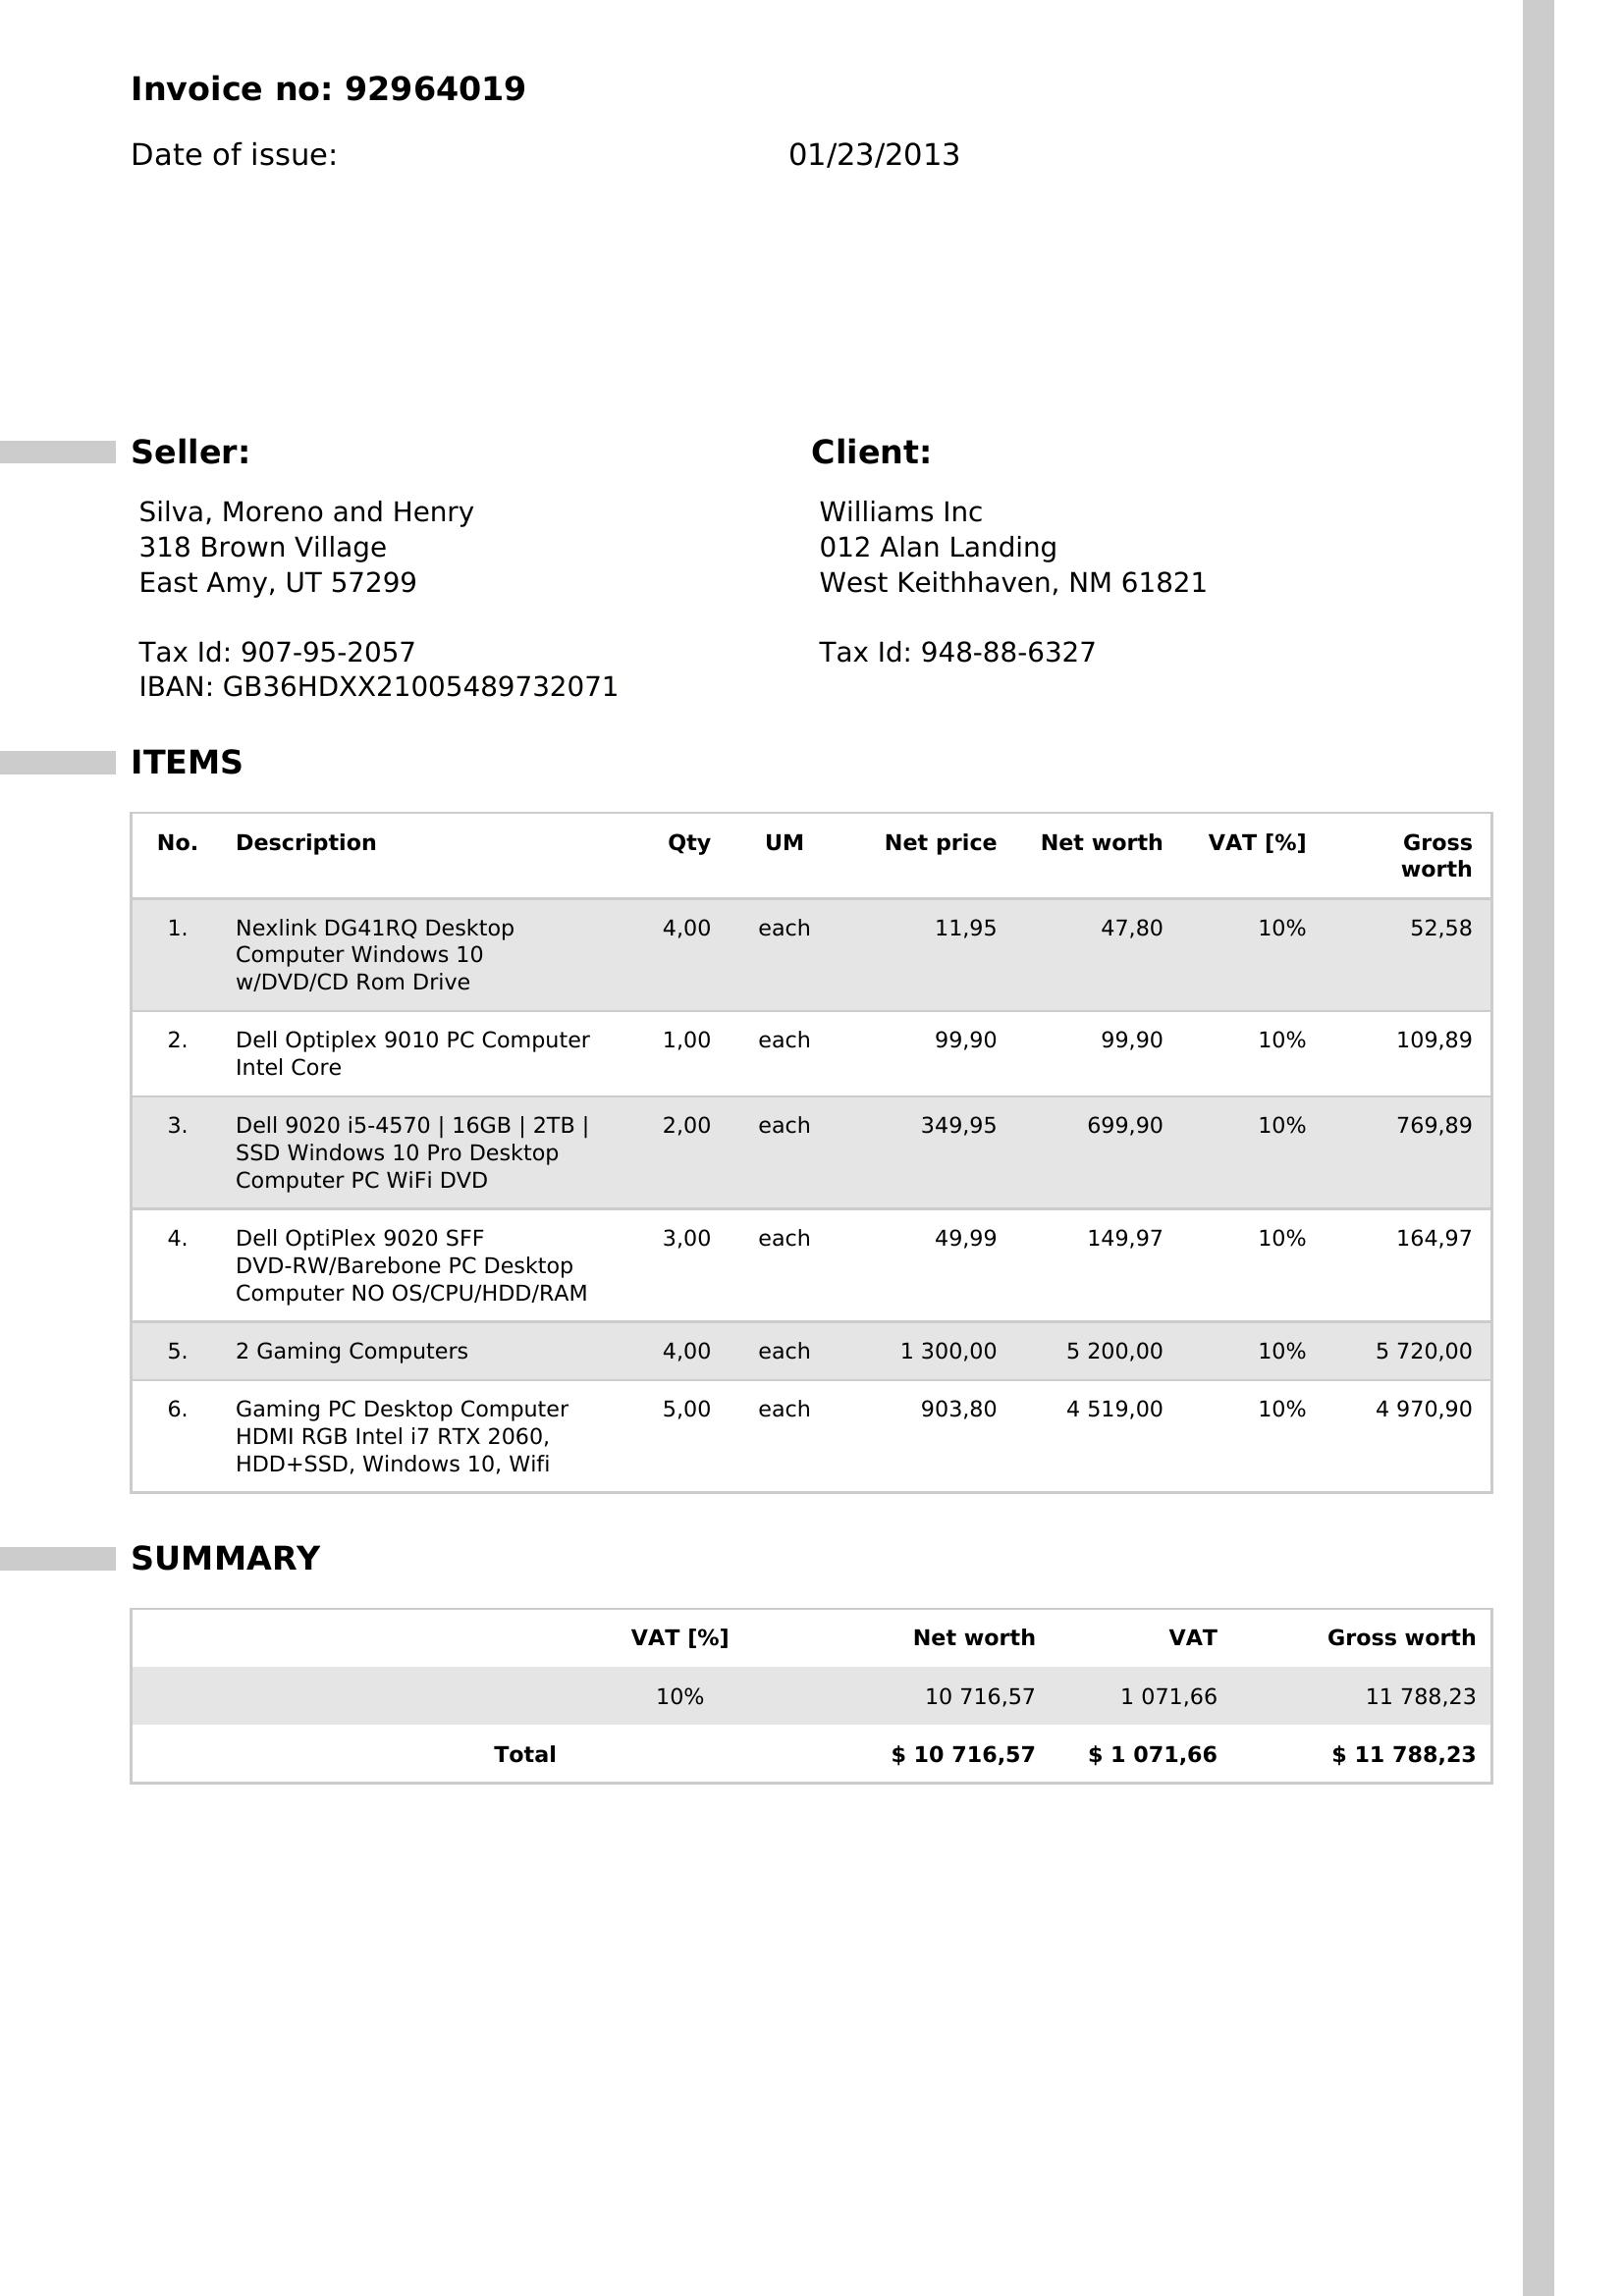 Invoice no: 92964019
Date of issue: 01/23/2013
Seller:
Silva, Moreno and Henry
318 Brown Village
East Amy, UT 57299
Tax Id: 907-95-2057
IBAN: GB36HDXX21005489732071
Client:
Williams Inc
012 Alan Landing
West Keithhaven, NM 61821
Tax Id: 948-88-6327
ITEMS
No. Description Qty UM Net price Net worth VAT [%] Gross
worth
1. Nexlink DG41RQ Desktop 4,00 each 11,95 47,80 10% 52,58
Computer Windows 10
w/DVD/CD Rom Drive
2. Dell Optiplex 9010 PC Computer 1,00 each 99,90 99,90 10% 109,89
Intel Core
3. Dell 9020 i5-4570 | 16GB | 2TB | 2,00 each 349,95 699,90 10% 769,89
SSD Windows 10 Pro Desktop
Computer PC WiFi DVD
4. Dell OptiPlex 9020 SFF 3,00 each 49,99 149,97 10% 164,97
DVD-RW/Barebone PC Desktop
Computer NO OS/CPU/HDD/RAM
5. 2 Gaming Computers 4,00 each 1 300,00 5 200,00 10% 5 720,00
6. Gaming PC Desktop Computer 5,00 each 903,80 4 519,00 10% 4 970,90
HDMI RGB Intel i7 RTX 2060,
HDD+SSD, Windows 10, Wifi
SUMMARY
VAT [%] Net worth VAT Gross worth
10% 10 716,57 1 071,66 11 788,23
Total $ 10 716,57 $ 1 071,66 $ 11 788,23